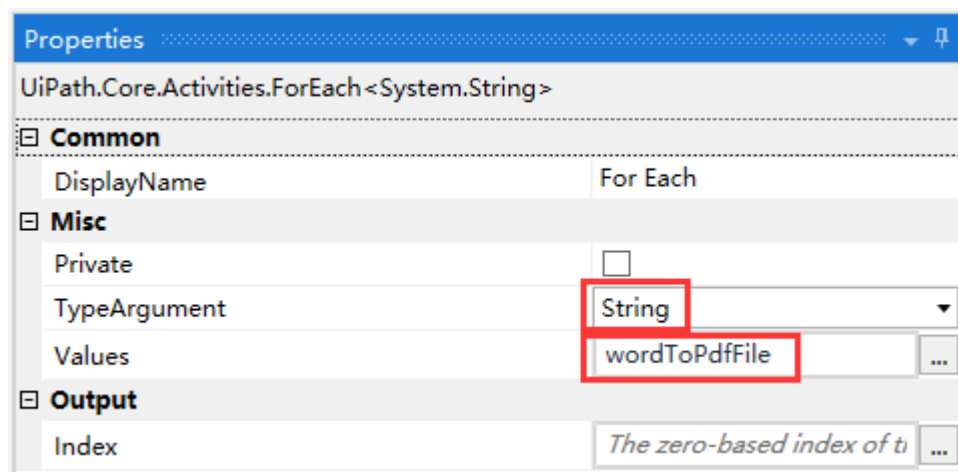 Properties
UiPath.Core.Activities.ForEach<System.String>
Common
DisplayName For Each
Misc
Private
TypeArgument String
Values wordToPdfFile ...
Output
Index The zero-based index of tl ...